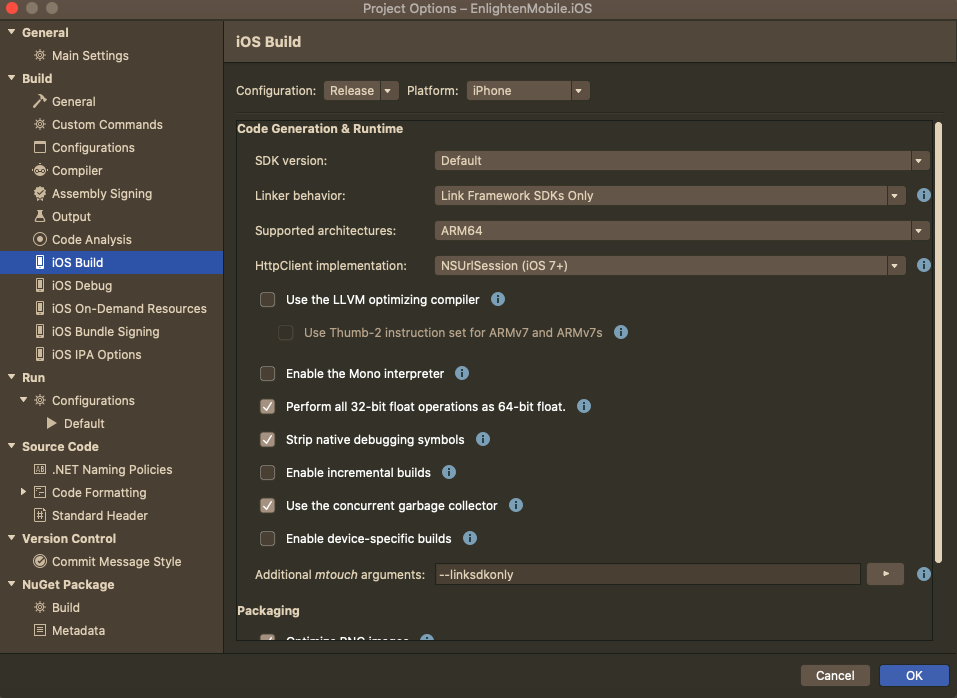 Project Options – EnlightenMobile.iOS
General
Main Settings
Build
General
Custom Commands
Configurations
Compiler
Assembly Signing
Output
Code Analysis
iOS Build
iOS Debug
iOS On-Demand Resources
iOS Bundle Signing
iOS IPA Options
Run
Configurations
Default
Source Code
.NET Naming Policies
Code Formatting
Standard Header
Version Control
Commit Message Style
NuGet Package
Build
Metadata
iOS Build
Configuration: Release Platform: iPhone
Code Generation & Runtime
SDK version: Default
Linker behavior: Link Framework SDKs Only
Supported architectures: ARM64
HttpClient implementation: NSUrlSession (iOS 7+)
Use the LLVM optimizing compiler
Use Thumb-2 instruction set for ARMv7 and ARMv7s
Enable the Mono interpreter
Perform all 32-bit float operations as 64-bit float.
Strip native debugging symbols
Enable incremental builds
Use the concurrent garbage collector
Enable device-specific builds
Additional mtouch arguments: --linksdkonly
Packaging
Optimize PNG images
Cancel OK